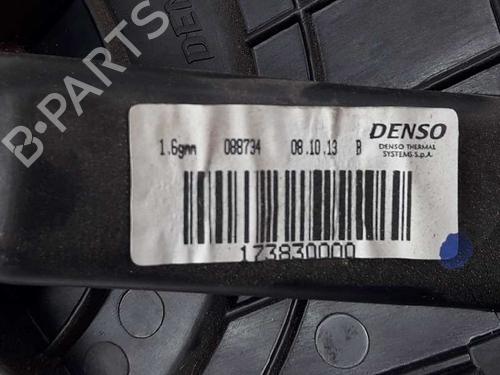 DENSO
B-Parts
1.6gmm 088734 08.10.13 B DENSO
DENSO THERMAL
SYSTEMS S.p.A.
173830000